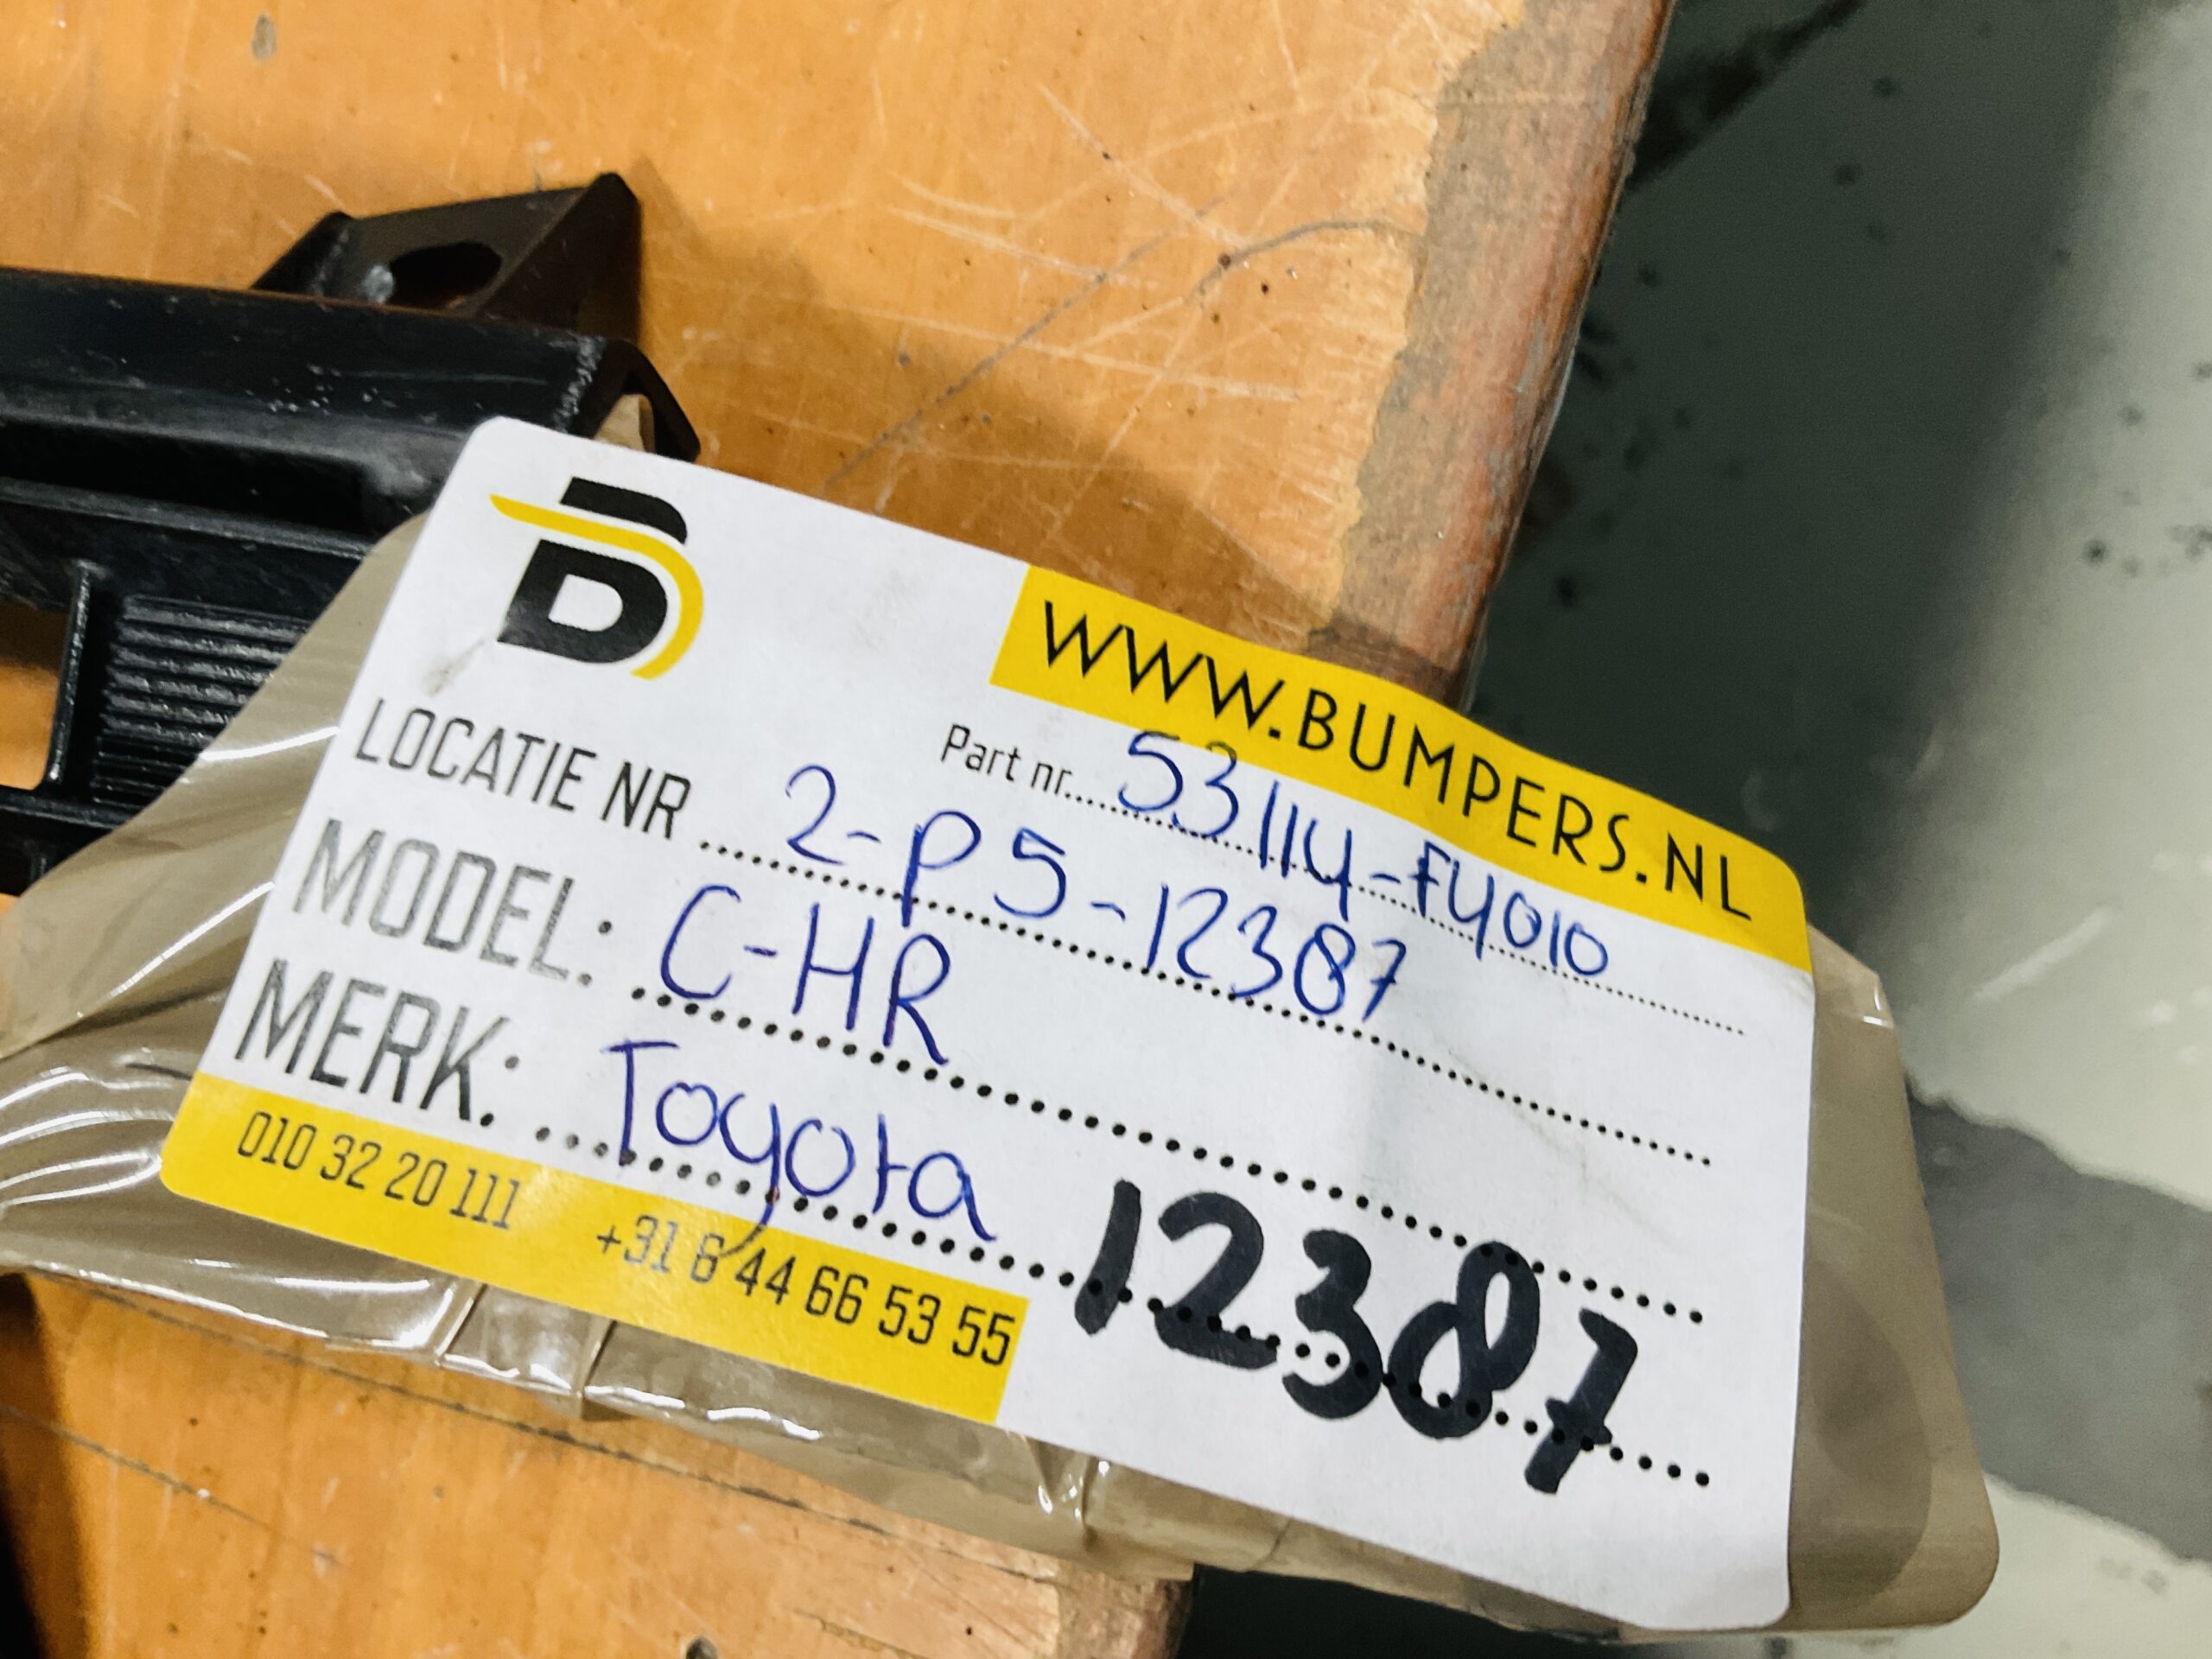 B
WWW.BUMPERS.NL
Part nr. 53114-F4010
LOCATIE NR 2-P5-12387
MODEL: C-HR
MERK: Toyota
010 32 20 111 +31 6 44 66 53 55
12387